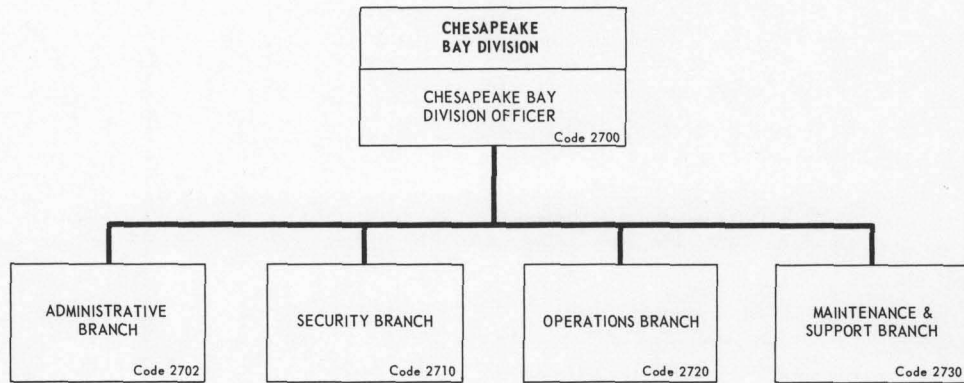 CHESAPEAKE
BAY DIVISION
CHESAPEAKE BAY
DIVISION OFFICER
Code 2700
ADMINISTRATIVE
BRANCH
Code 2702
SECURITY BRANCH
Code 2710
OPERATIONS BRANCH
Code 2720
MAINTENANCE &
SUPPORT BRANCH
Code 2730